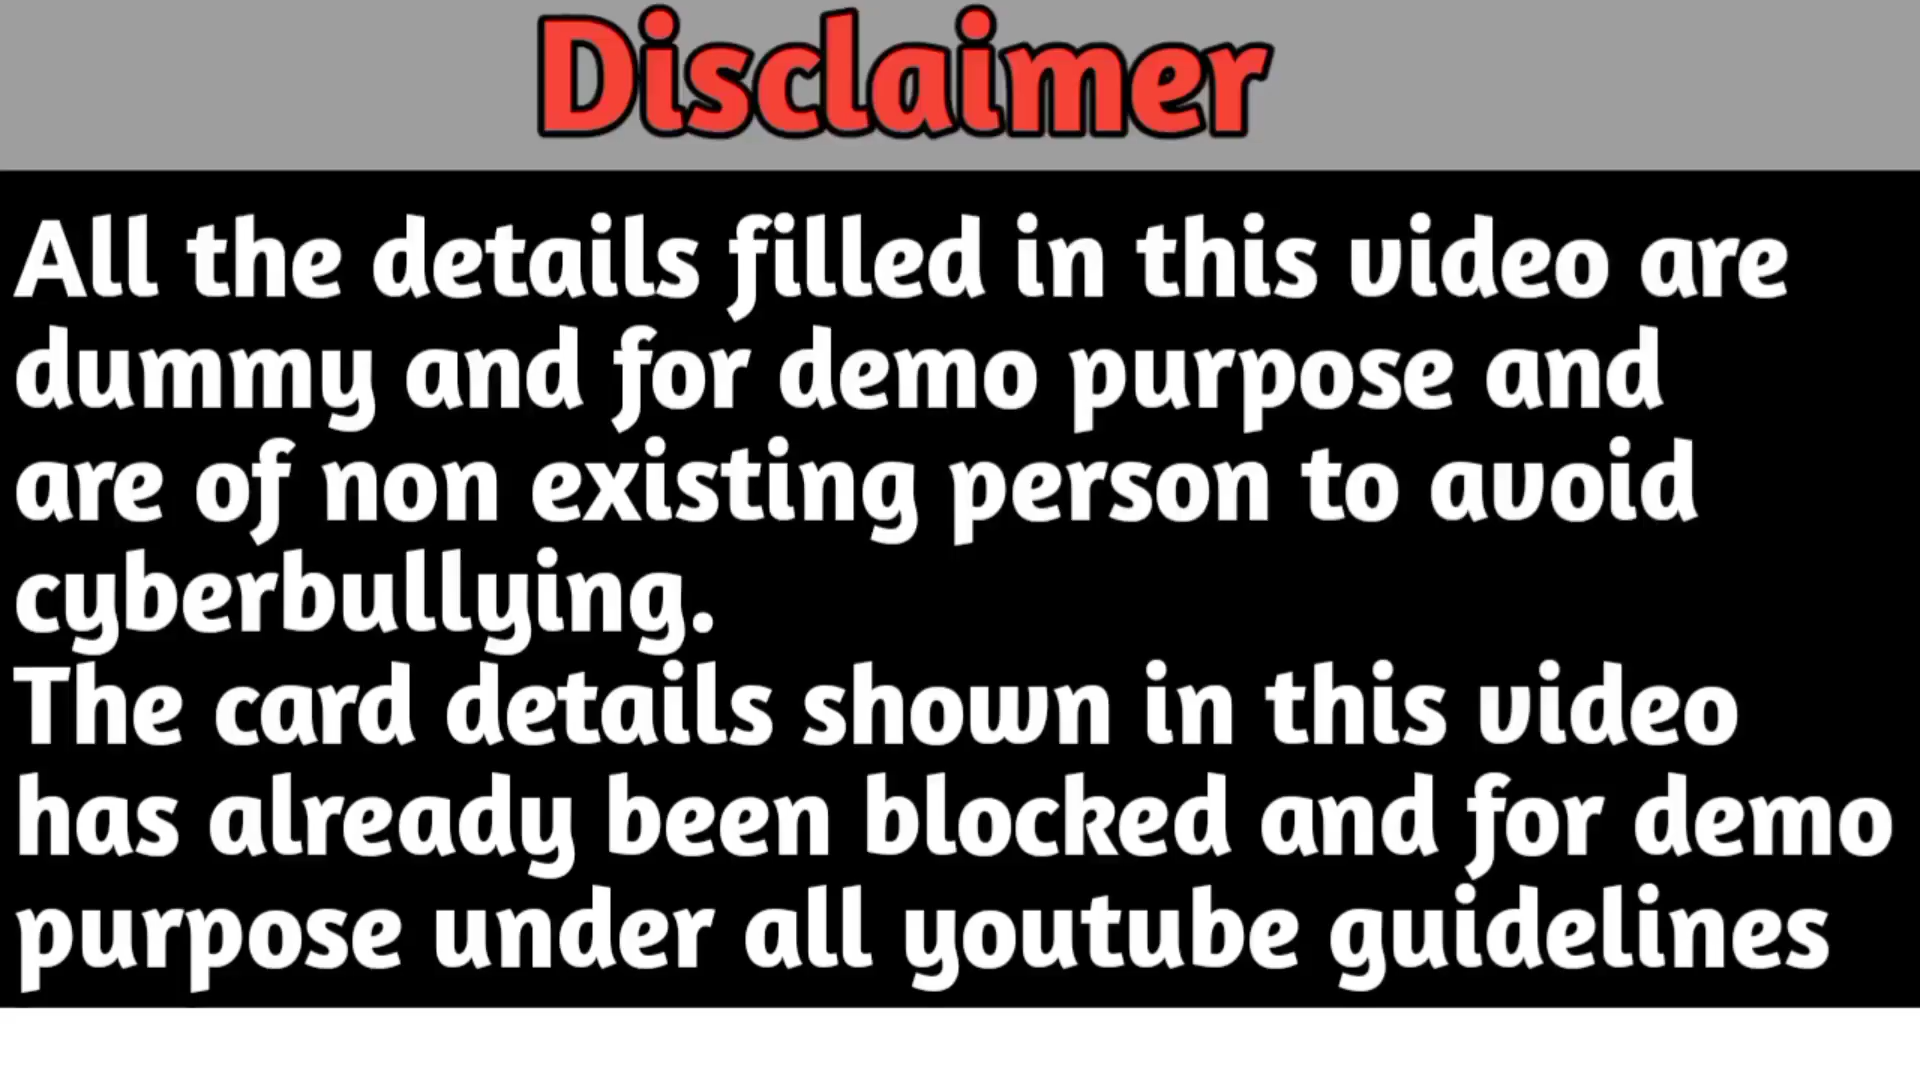 Disclaimer
All the details filled in this video are
dummy and for demo purpose and
are of non existing person to avoid
cyberbullying.
The card details shown in this video
has already been blocked and for demo
purpose under all youtube guidelines